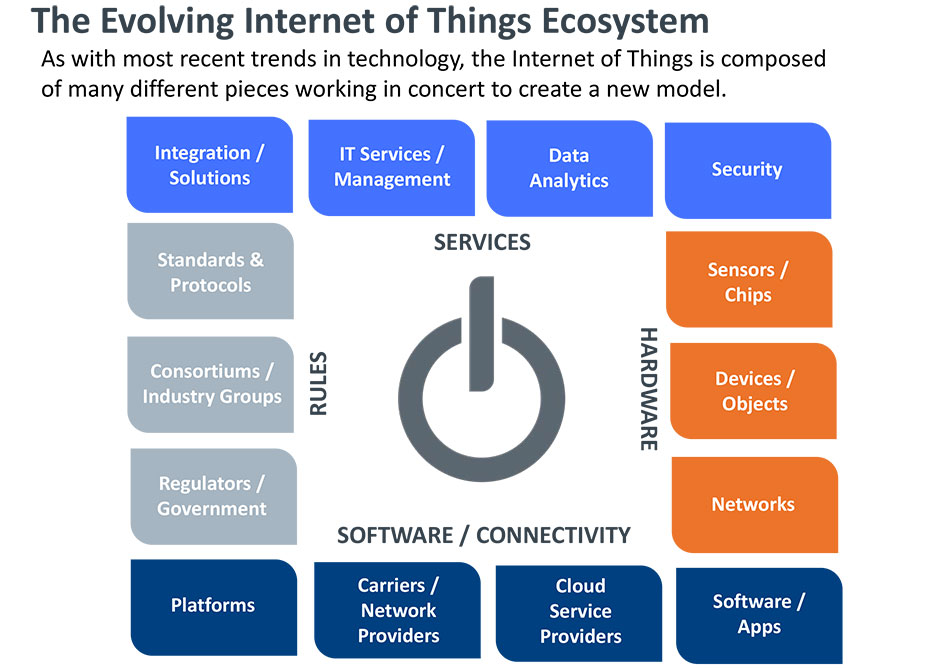 The Evolving Internet of Things Ecosystem
As with most recent trends in technology, the Internet of Things is composed
of many different pieces working in concert to create a new model.
Integration /
Solutions
IT Services /
Management
Data
Analytics
Security
SERVICES
Standards &
Protocols
Consortiums /
Industry Groups
Regulators /
Government
RULES
HARDWARE
Sensors /
Chips
Devices /
Objects
Networks
SOFTWARE / CONNECTIVITY
Platforms
Carriers /
Network
Providers
Cloud
Service
Providers
Software /
Apps